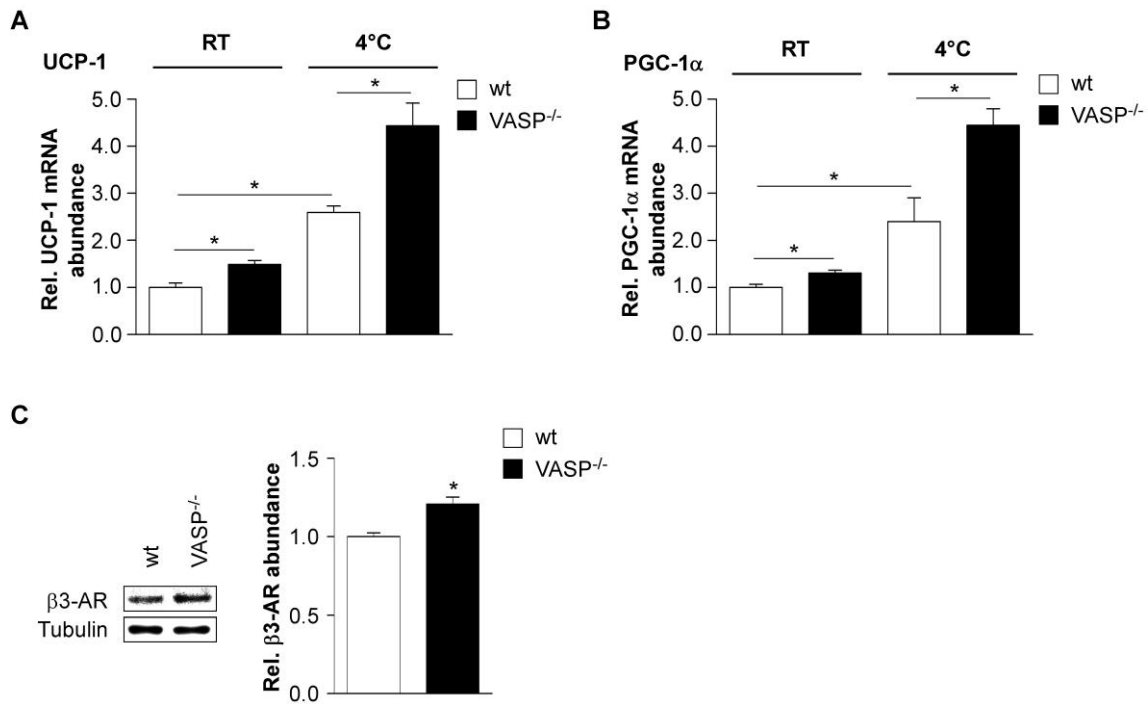 A
RT
4°C
UCP-1
wt
VASP-/-
5.0
4.0
3.0
2.0
1.0
0.0
Rel. UCP-1 mRNA
abundance
*
*
*
B
RT
4°C
PGC-1α
wt
VASP-/-
5.0
4.0
3.0
2.0
1.0
0.0
Rel. PGC-1α mRNA
abundance
*
*
*
C
wt
VASP-/-
β3-AR
Tubulin
wt
VASP-/-
1.5
1.0
0.5
0.0
Rel. β3-AR abundance
*